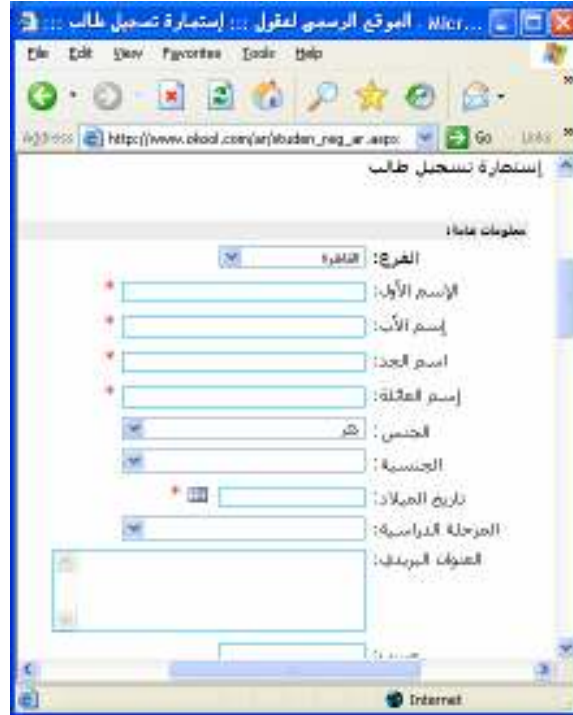 الموقع الرسمى لعقول ::: إستمارة تسجيل طالب ::: - Micr...
File Edit View Favorites Tools Help
Address http://www.okool.com/ar/studen_reg_ar.aspx Go Links
إستمارة تسجيل طالب
معلومات عامة:
الفرع: القاهرة
الإسم الأول: *
إسم الأب: *
اسم الجد: *
إسم العائلة: *
الجنس:
الجنسية:
تاريخ الميلاد: *
المرحلة الدراسية:
العنوان البريدي:
Internet